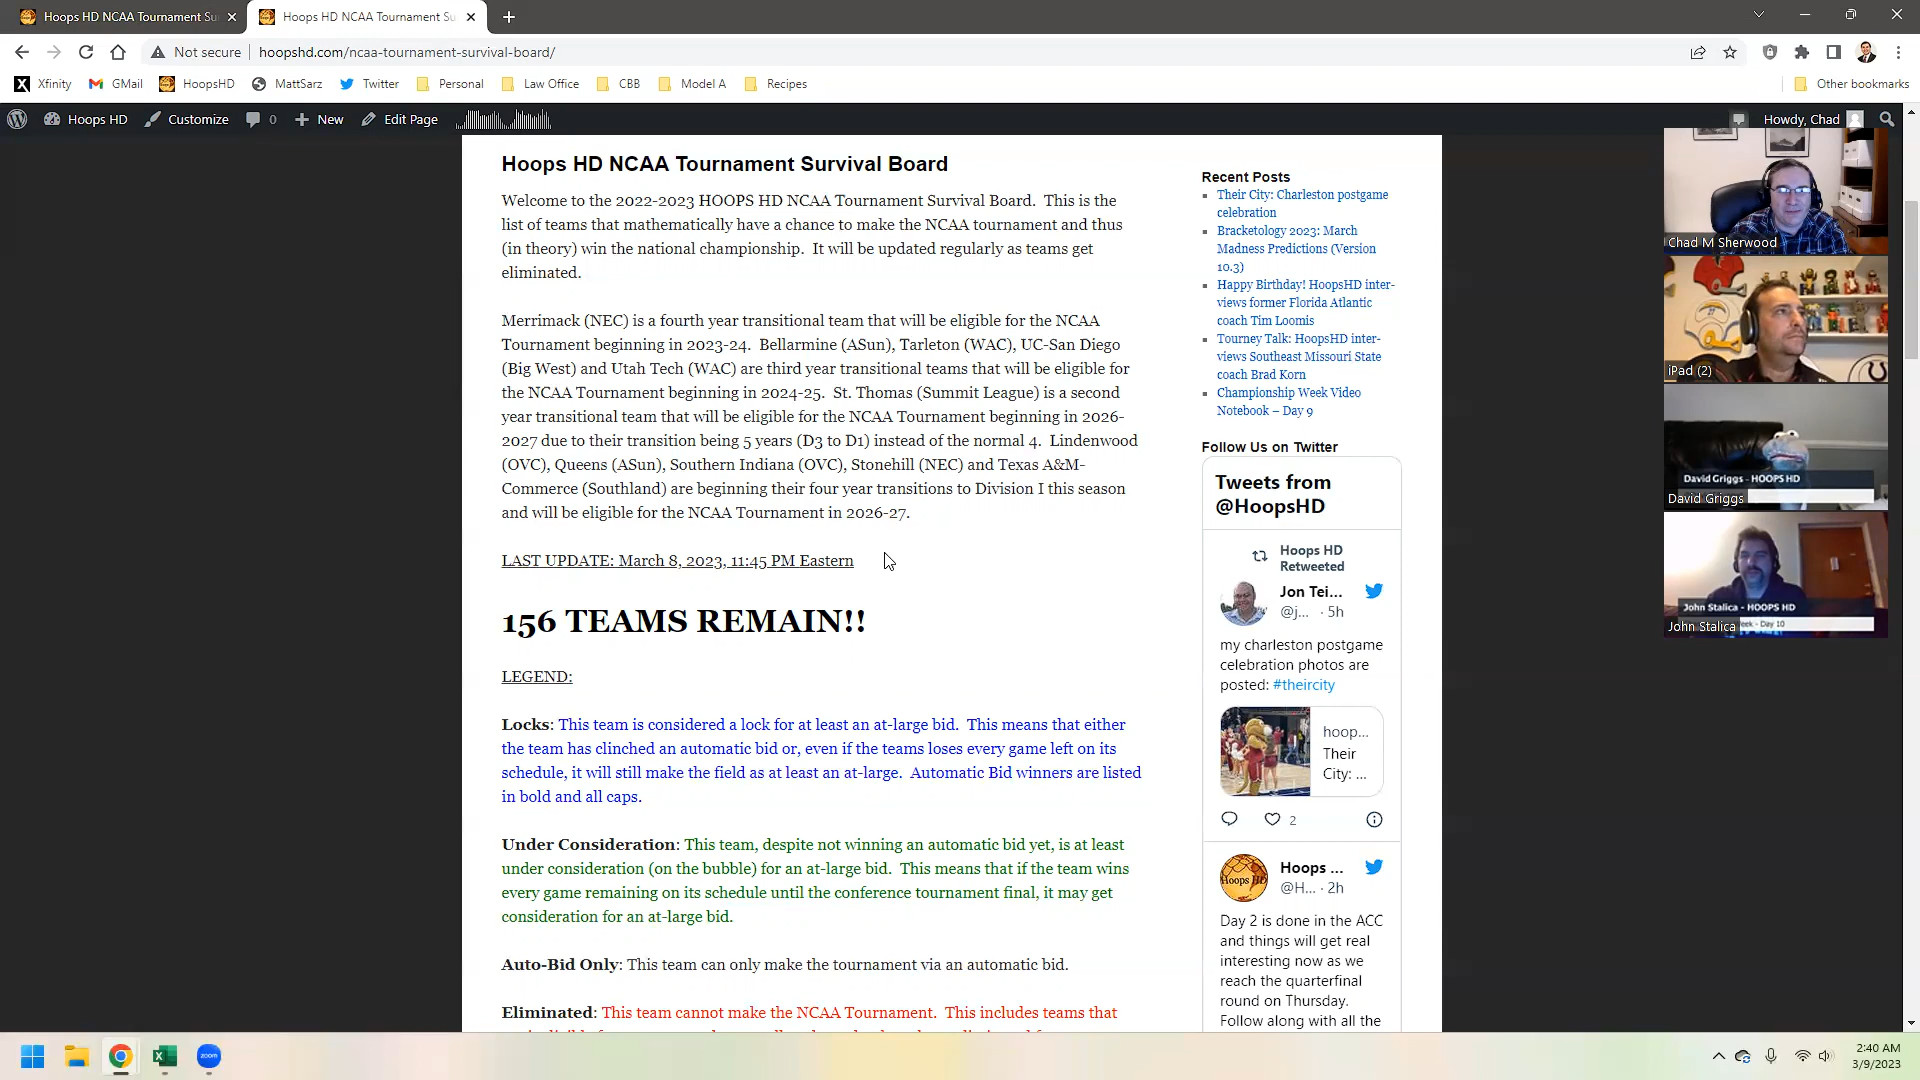 Hoops HD NCAA Tournament Su
Hoops HD NCAA Tournament Su
Not secure
hoopshd.com/ncaa-tournament-survival-board/
Xfinity
GMail
HoopsHD
MattSarz
Twitter
Personal
Law Office
CBB
Model A
Recipes
Other bookmarks
Hoops HD
Customize
0
New
Edit Page
Howdy, Chad
Hoops HD NCAA Tournament Survival Board
Welcome to the 2022-2023 HOOPS HD NCAA Tournament Survival Board.  This is the
list of teams that mathematically have a chance to make the NCAA tournament and thus
(in theory) win the national championship.  It will be updated regularly as teams get
eliminated.
Merrimack (NEC) is a fourth year transitional team that will be eligible for the NCAA
Tournament beginning in 2023-24.  Bellarmine (ASun), Tarleton (WAC), UC-San Diego
(Big West) and Utah Tech (WAC) are third year transitional teams that will be eligible for
the NCAA Tournament beginning in 2024-25.  St. Thomas (Summit League) is a second
year transitional team that will be eligible for the NCAA Tournament beginning in 2026-
2027 due to their transition being 5 years (D3 to D1) instead of the normal 4.  Lindenwood
(OVC), Queens (ASun), Southern Indiana (OVC), Stonehill (NEC) and Texas A&M-
Commerce (Southland) are beginning their four year transitions to Division I this season
and will be eligible for the NCAA Tournament in 2026-27.
LAST UPDATE: March 8, 2023, 11:45 PM Eastern
156 TEAMS REMAIN!!
LEGEND:
Locks: This team is considered a lock for at least an at-large bid.  This means that either
the team has clinched an automatic bid or, even if the teams loses every game left on its
schedule, it will still make the field as at least an at-large.  Automatic Bid winners are listed
in bold and all caps.
Under Consideration: This team, despite not winning an automatic bid yet, is at least
under consideration (on the bubble) for an at-large bid.  This means that if the team wins
every game remaining on its schedule until the conference tournament final, it may get
consideration for an at-large bid.
Auto-Bid Only: This team can only make the tournament via an automatic bid.
Eliminated: This team cannot make the NCAA Tournament.  This includes teams that
Recent Posts
Their City: Charleston postgame
celebration
Bracketology 2023: March
Madness Predictions (Version
10.3)
Happy Birthday! HoopsHD inter-
views former Florida Atlantic
coach Tim Loomis
Tourney Talk: HoopsHD inter-
views Southeast Missouri State
coach Brad Korn
Championship Week Video
Notebook – Day 9
Follow Us on Twitter
Tweets from
@HoopsHD
Hoops HD
Retweeted
Jon Tei...
@j... · 5h
my charleston postgame
celebration photos are
posted: #theircity
hoop...
Their
City: ...
2
Hoops ...
@H... · 2h
Hoops HD
Day 2 is done in the ACC
and things will get real
interesting now as we
reach the quarterfinal
round on Thursday.
Follow along with all the
Chad M Sherwood
iPad (2)
David Griggs - HOOPS HD
David Griggs
John Stalica - HOOPS HD
John Stalica
eek - Day 10
zoom
2:40 AM
3/9/2023